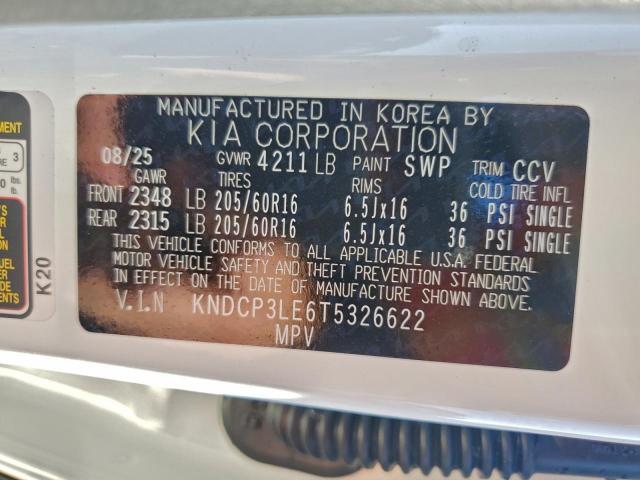 MANUFACTURED IN KOREA BY
KIA CORPORATION
08/25 GVWR 4211 LB PAINT SWP TRIM CCV
GAWR TIRES RIMS COLD TIRE INFL
FRONT 2348 LB 205/60R16 6.5Jx16 36 PSI SINGLE
REAR 2315 LB 205/60R16 6.5Jx16 36 PSI SINGLE
THIS VEHICLE CONFORMS TO ALL APPLICABLE U.S.A. FEDERAL
MOTOR VEHICLE SAFETY AND THEFT PREVENTION STANDARDS
IN EFFECT ON THE DATE OF MANUFACTURE SHOWN ABOVE.
V.I.N KNDCP3LE6T5326622
MPV
K20
3
lbs.